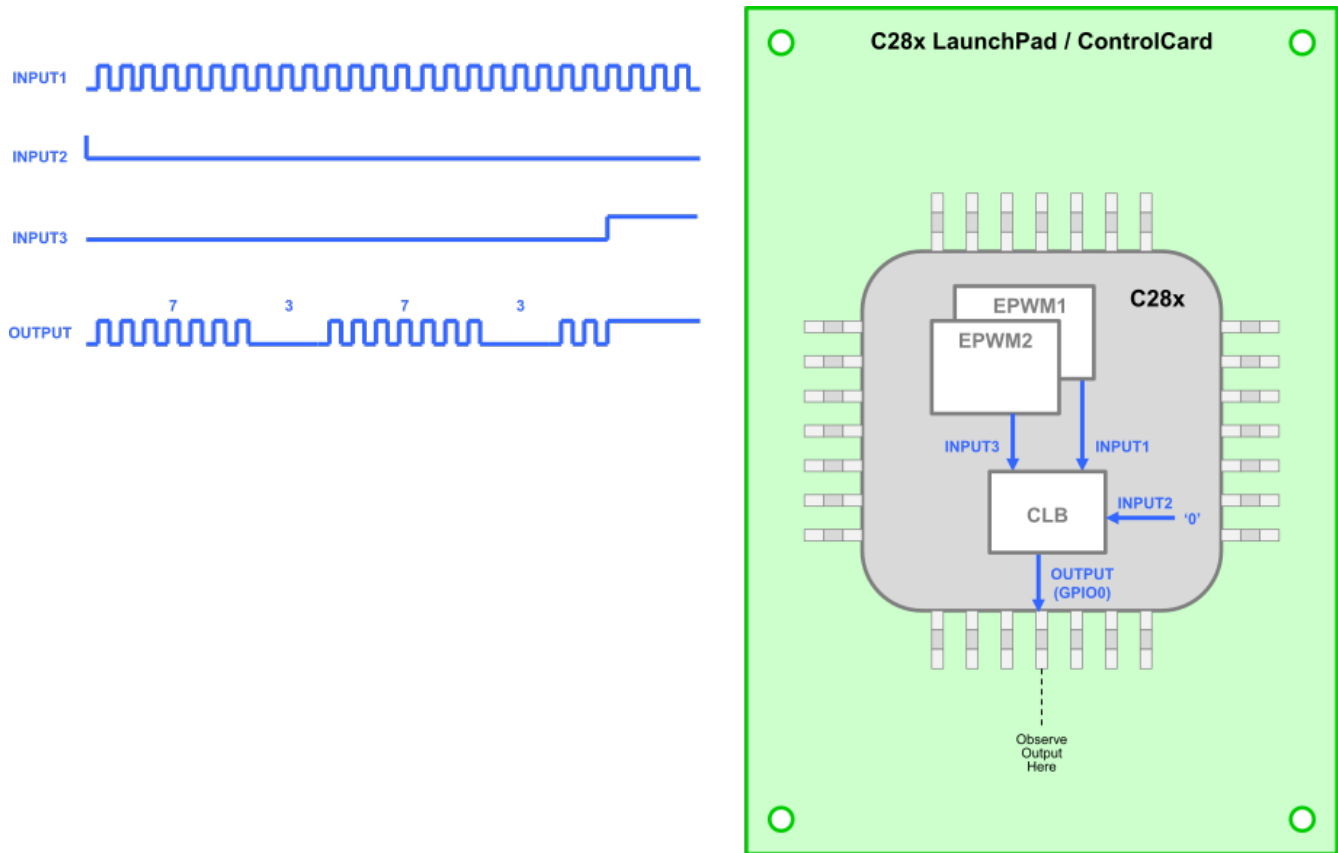 INPUT1
INPUT2
INPUT3
7 3 7 3
OUTPUT
C28x LaunchPad / ControlCard
C28x
EPWM1
EPWM2
INPUT3
INPUT1
CLB
INPUT2
'0'
OUTPUT
(GPIO0)
Observe
Output
Here